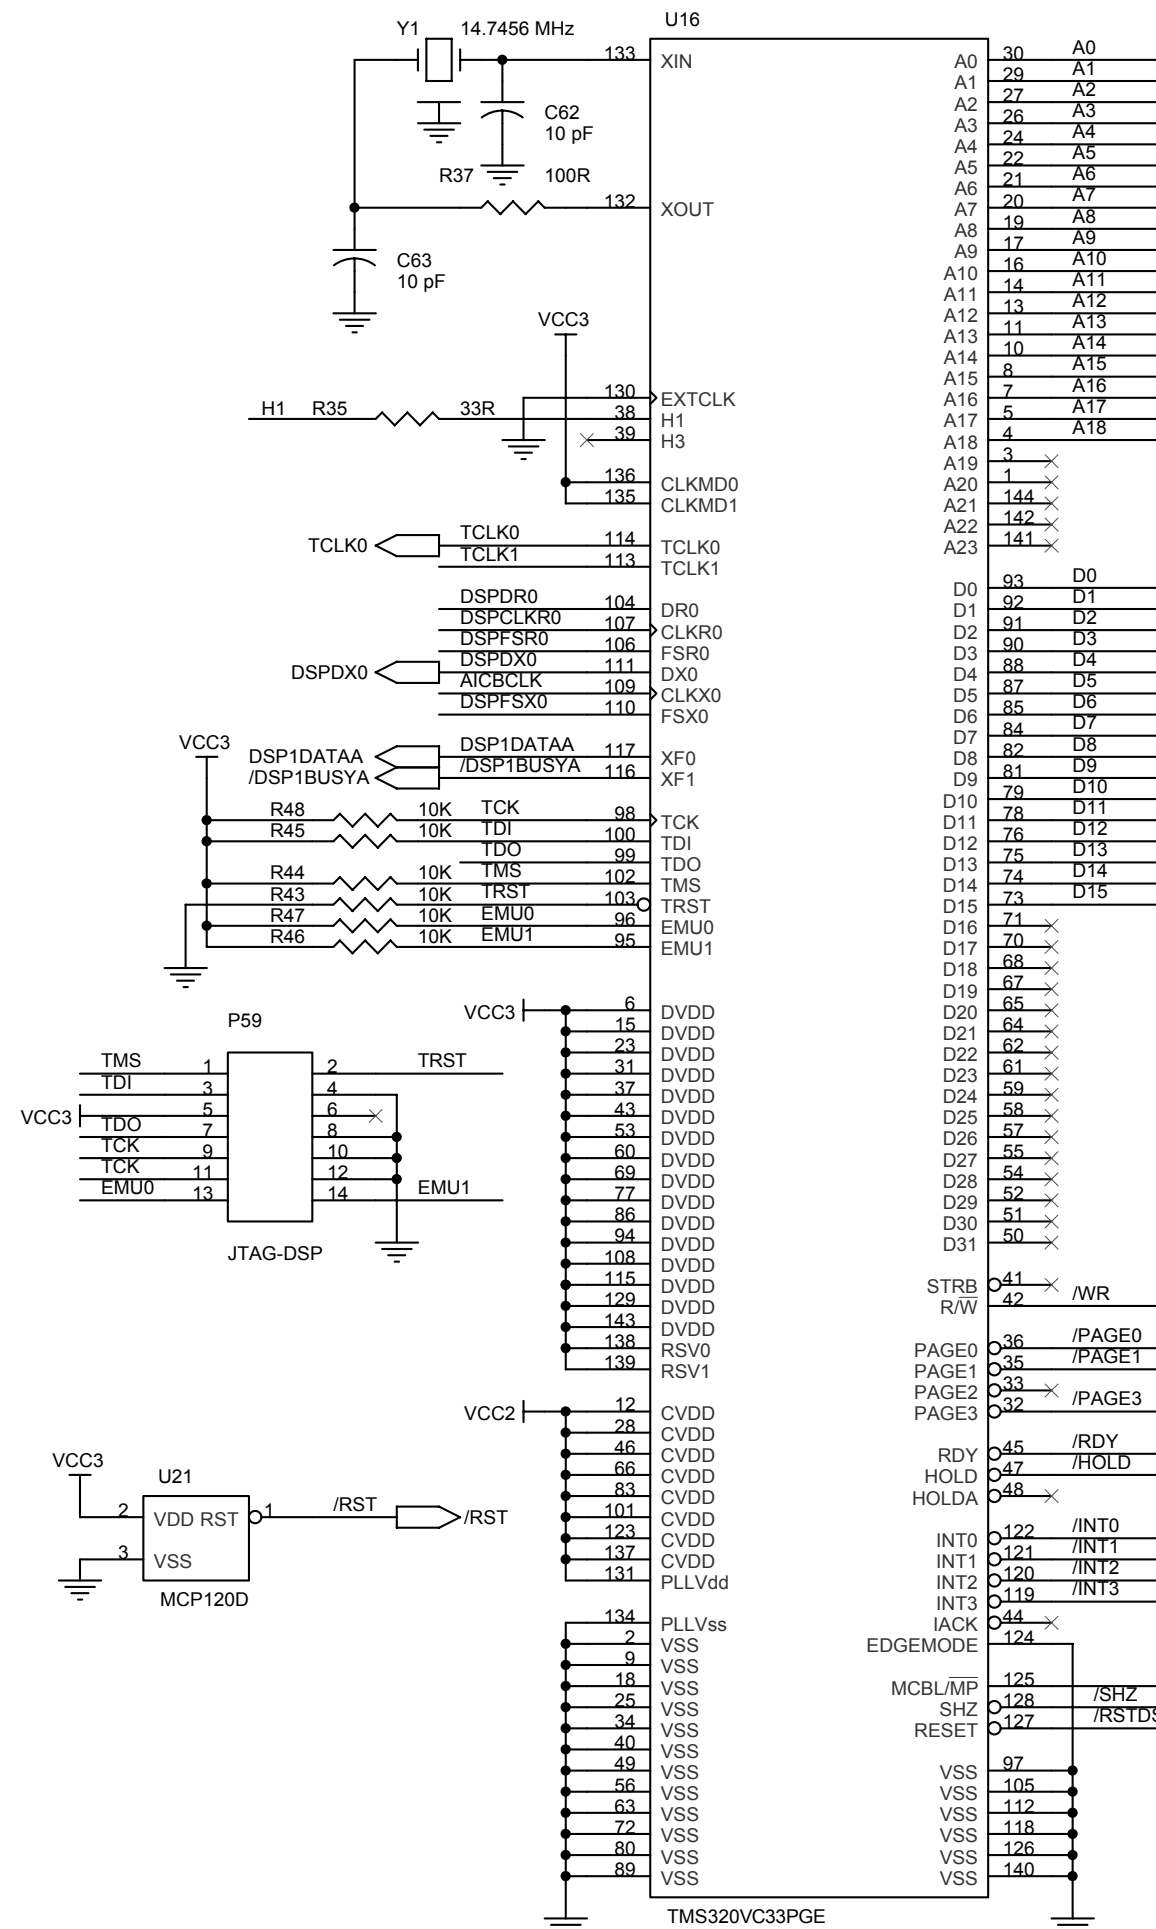 U16
Y1 14.7456 MHz
133 XIN A0 30 A0
A1 29 A1
A2 27 A2
C62 A3 26 A3
10 pF A4 24 A4
A5 22 A5
R37 100R A6 21 A6
132 XOUT A7 20 A7
A8 19 A8
C63 A9 17 A9
10 pF A10 16 A10
A11 14 A11
VCC3 A12 13 A12
A13 11 A13
A14 10 A14
A15 8 A15
130 EXTCLK A16 7 A16
H1 R35 33R 38 H1 A17 5 A17
39 H3 A18 4 A18
A19 3
136 CLKMD0 A20 1
135 CLKMD1 A21 144
A22 142
TCLK0 TCLK0 114 TCLK0 A23 141
TCLK1 113 TCLK1
D0 93 D0
DSPDR0 104 DR0 D1 92 D1
DSPCLKR0 107 CLKR0 D2 91 D2
DSPFSR0 106 FSR0 D3 90 D3
DSPDX0 DSPDX0 111 DX0 D4 88 D4
AICBCLK 109 CLKX0 D5 87 D5
DSPFSX0 110 FSX0 D6 85 D6
VCC3 D7 84 D7
DSP1DATAA DSP1DATAA 117 XF0 D8 82 D8
/DSP1BUSYA /DSP1BUSYA 116 XF1 D9 81 D9
D10 79 D10
R48 10K TCK 98 TCK D11 78 D11
R45 10K TDI 100 TDI D12 76 D12
TDO 99 TDO D13 75 D13
R44 10K TMS 102 TMS D14 74 D14
R43 10K TRST 103 TRST D15 73 D15
R47 10K EMU0 96 EMU0 D16 71
R46 10K EMU1 95 EMU1 D17 70
D18 68
D19 67
VCC3 6 DVDD D20 65
P59 15 DVDD D21 64
23 DVDD D22 62
TMS 1 2 TRST 31 DVDD D23 61
TDI 3 4 37 DVDD D24 59
VCC3 5 6 43 DVDD D25 58
TDO 7 8 53 DVDD D26 57
TCK 9 10 60 DVDD D27 55
TCK 11 12 69 DVDD D28 54
EMU0 13 14 EMU1 77 DVDD D29 52
86 DVDD D30 51
JTAG-DSP 94 DVDD D31 50
108 DVDD
115 DVDD STRB 41
129 DVDD R/W 42 /WR
143 DVDD
138 RSV0 PAGE0 36 /PAGE0
139 RSV1 PAGE1 35 /PAGE1
PAGE2 33
VCC2 12 CVDD PAGE3 32 /PAGE3
28 CVDD
46 CVDD RDY 45 /RDY
66 CVDD HOLD 47 /HOLD
83 CVDD HOLDA 48
VCC3 U21
2 VDD RST 1 /RST /RST 101 CVDD
123 CVDD INT0 122 /INT0
3 VSS 137 CVDD INT1 121 /INT1
131 PLLVdd INT2 120 /INT2
MCP120D INT3 119 /INT3
134 PLLVss IACK 44
2 VSS EDGEMODE 124
9 VSS
18 VSS MCBL/MP 125
25 VSS SHZ 128 /SHZ
34 VSS RESET 127 /RSTDS
40 VSS
49 VSS VSS 97
56 VSS VSS 105
63 VSS VSS 112
72 VSS VSS 118
80 VSS VSS 126
89 VSS VSS 140
TMS320VC33PGE